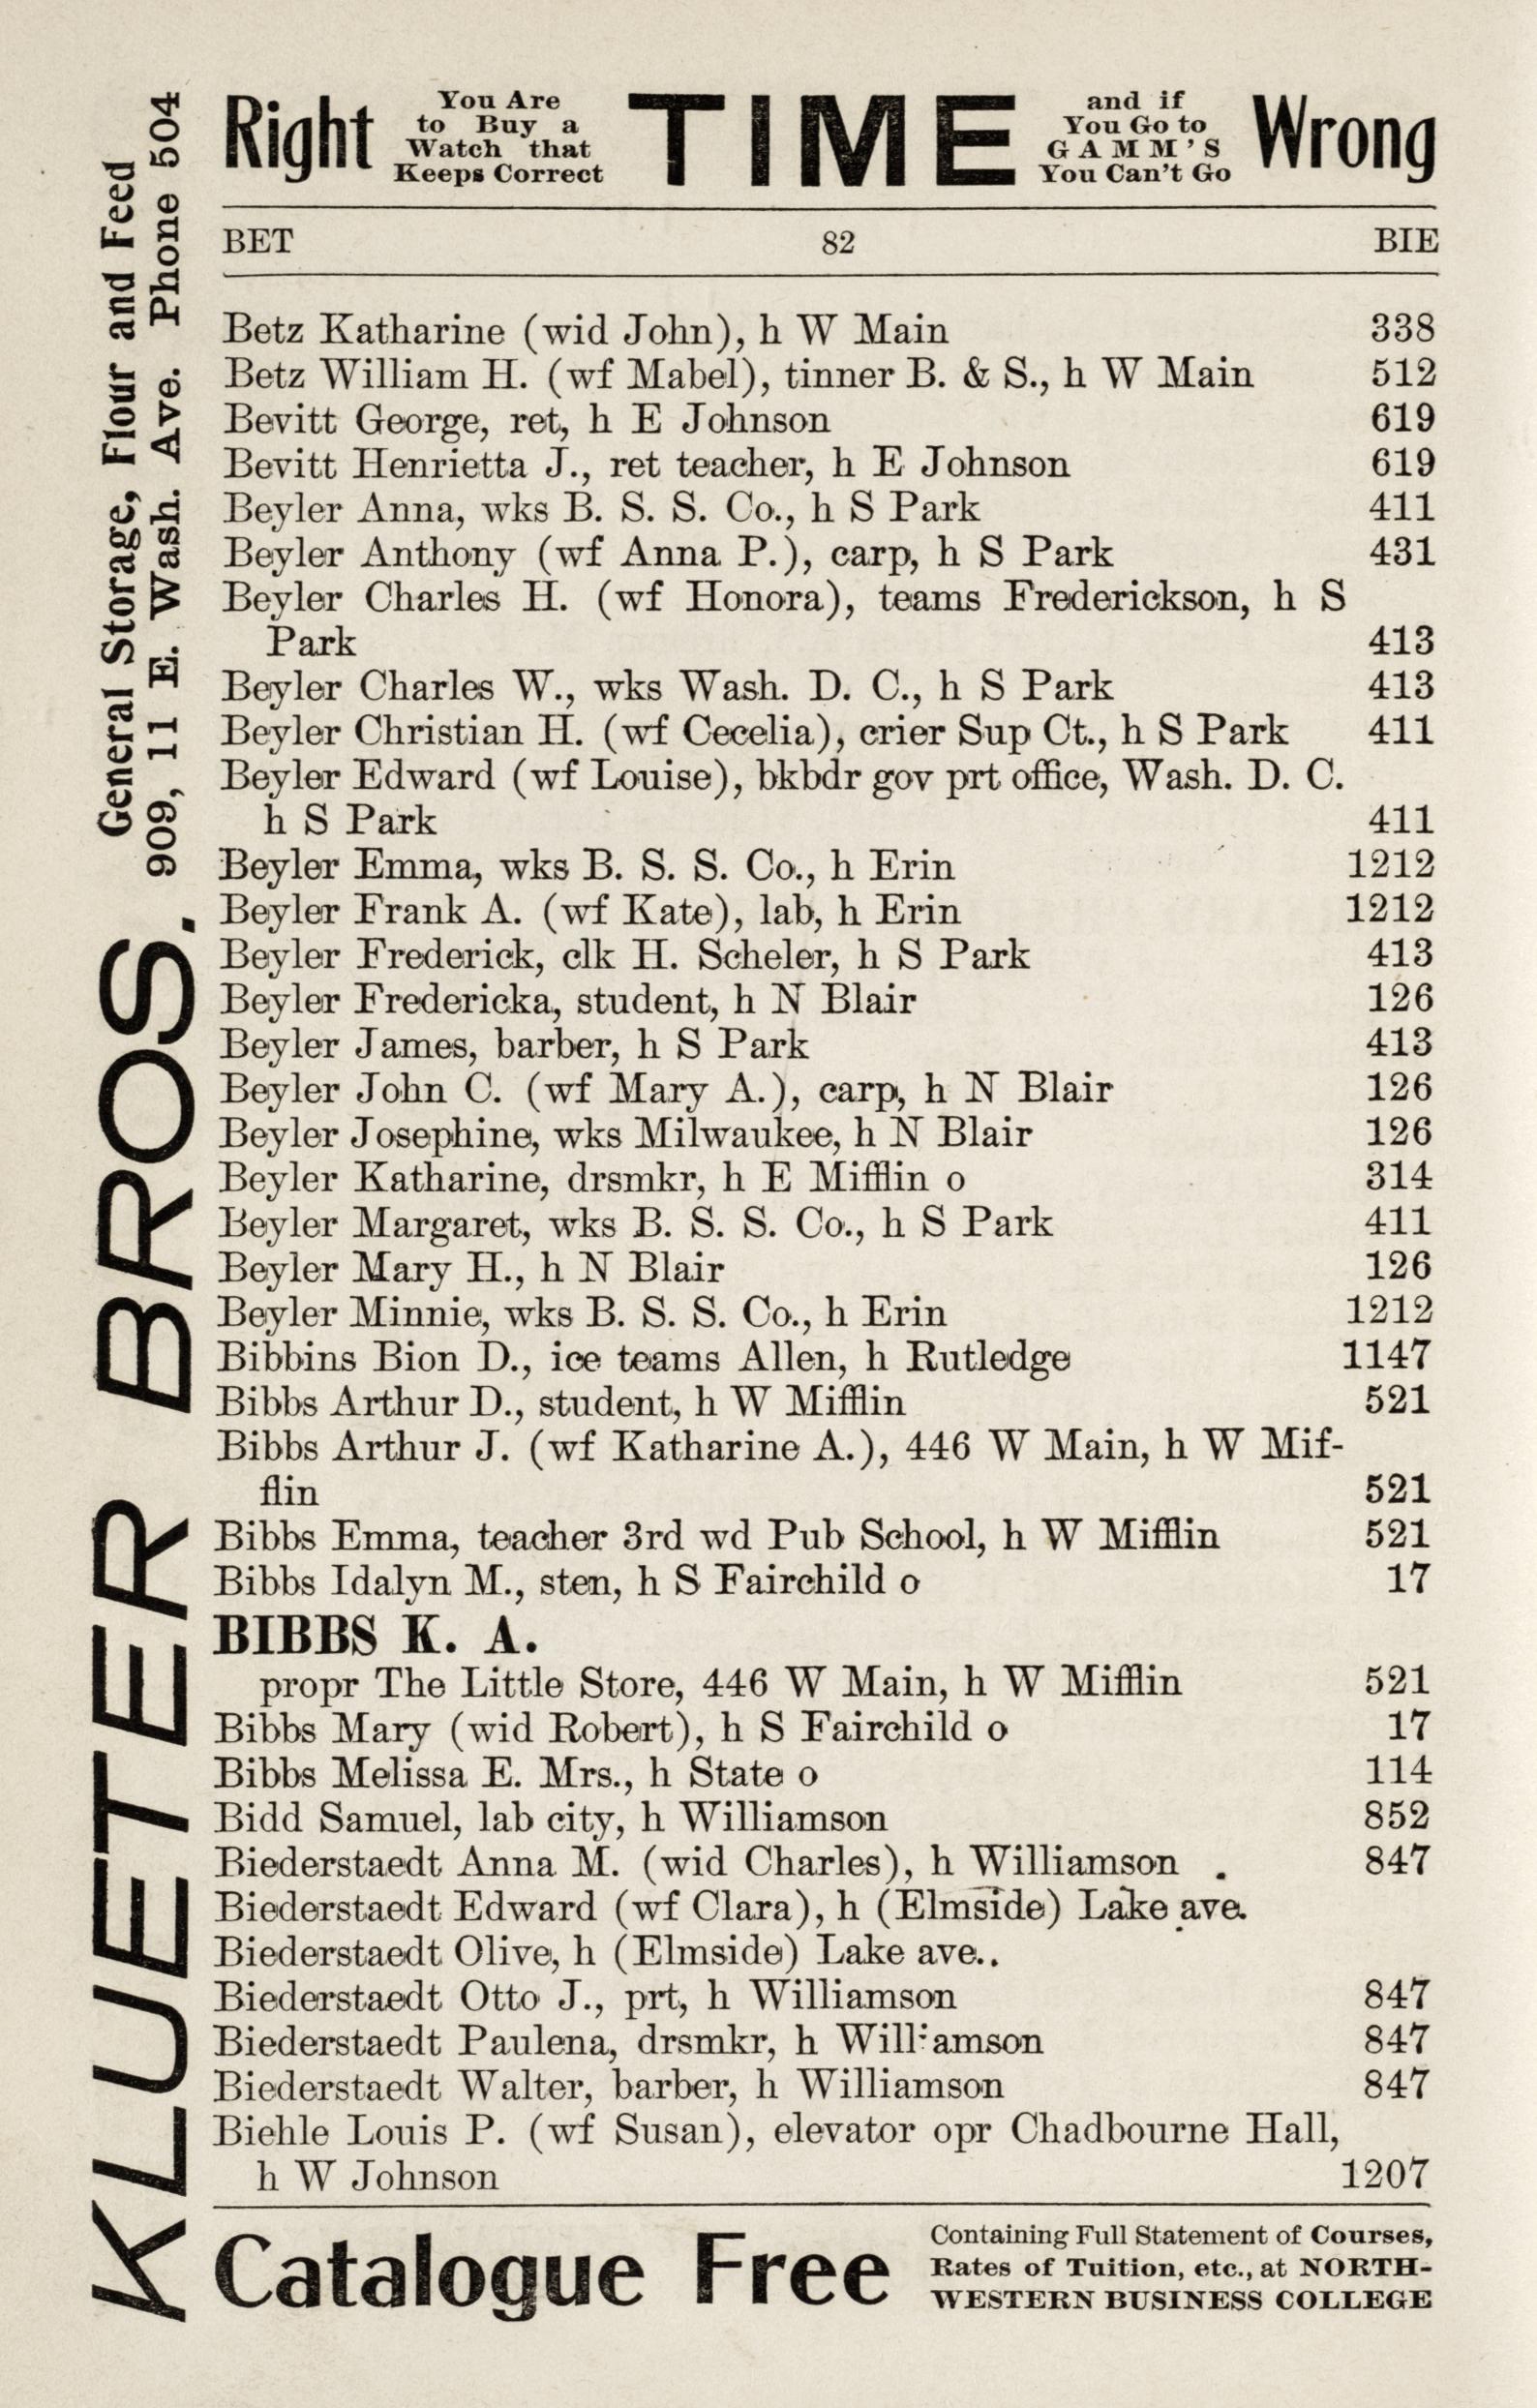 Right You Are to Buy a Watch that Keeps Correct TIME and if You Go to GAMM'S You Can't Go Wrong
BET 82 BIE
Betz Katharine (wid John), h W Main 338
Betz William H. (wf Mabel), tinner B. & S., h W Main 512
Bevitt George, ret, h E Johnson 619
Bevitt Henrietta J., ret teacher, h E Johnson 619
Beyler Anna, wks B. S. S. Co., h S Park 411
Beyler Anthony (wf Anna P.), carp, h S Park 431
Beyler Charles H. (wf Honora), teams Frederickson, h S
Park 413
Beyler Charles W., wks Wash. D. C., h S Park 413
Beyler Christian H. (wf Cecelia), crier Sup Ct., h S Park 411
Beyler Edward (wf Louise), bkbdr gov prt office, Wash. D. C.
h S Park 411
Beyler Emma, wks B. S. S. Co., h Erin 1212
Beyler Frank A. (wf Kate), lab, h Erin 1212
Beyler Frederick, clk H. Scheler, h S Park 413
Beyler Fredericka, student, h N Blair 126
Beyler James, barber, h S Park 413
Beyler John C. (wf Mary A.), carp, h N Blair 126
Beyler Josephine, wks Milwaukee, h N Blair 126
Beyler Katharine, drsmkr, h E Mifflin o 314
Beyler Margaret, wks B. S. S. Co., h S Park 411
Beyler Mary H., h N Blair 126
Beyler Minnie, wks B. S. S. Co., h Erin 1212
Bibbins Bion D., ice teams Allen, h Rutledge 1147
Bibbs Arthur D., student, h W Mifflin 521
Bibbs Arthur J. (wf Katharine A.), 446 W Main, h W Mif-
flin 521
Bibbs Emma, teacher 3rd wd Pub School, h W Mifflin 521
Bibbs Idalyn M., sten, h S Fairchild o 17
BIBBS K. A.
propr The Little Store, 446 W Main, h W Mifflin 521
Bibbs Mary (wid Robert), h S Fairchild o 17
Bibbs Melissa E. Mrs., h State o 114
Bidd Samuel, lab city, h Williamson 852
Biederstaedt Anna M. (wid Charles), h Williamson . 847
Biederstaedt Edward (wf Clara), h (Elmside) Lake ave.
Biederstaedt Olive, h (Elmside) Lake ave..
Biederstaedt Otto J., prt, h Williamson 847
Biederstaedt Paulena, drsmkr, h Williamson 847
Biederstaedt Walter, barber, h Williamson 847
Biehle Louis P. (wf Susan), elevator opr Chadbourne Hall,
h W Johnson 1207
Catalogue Free Containing Full Statement of Courses,
Rates of Tuition, etc., at NORTH-
WESTERN BUSINESS COLLEGE
KLUETER BROS. General Storage, Flour and Feed
909, 11 E. Wash. Ave. Phone 504